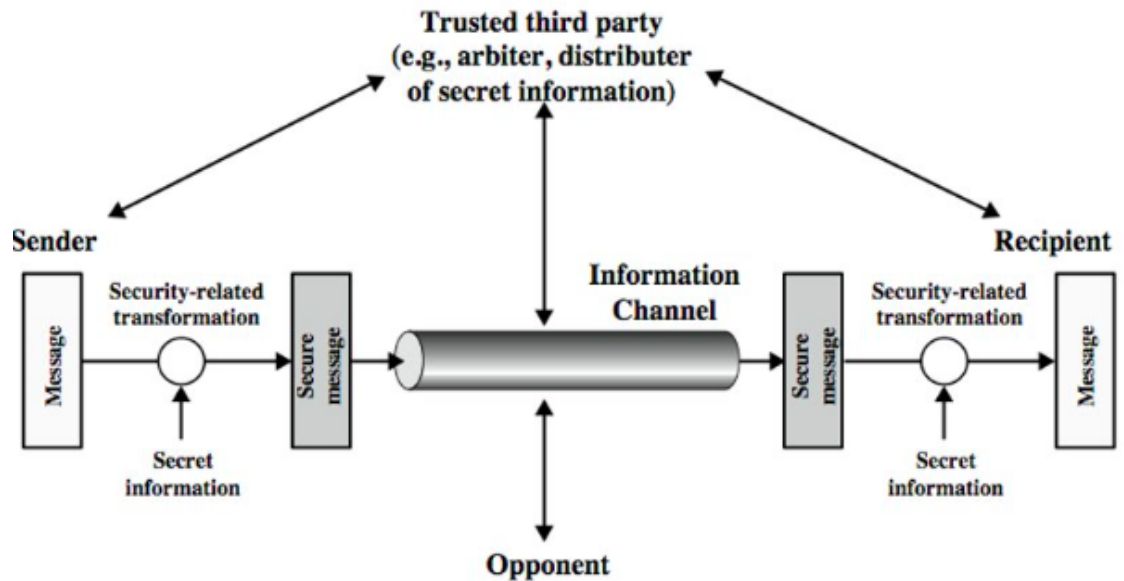 Trusted third party
(e.g., arbiter, distributer
of secret information)
Sender
Recipient
Information
Channel
Security-related
transformation
Security-related
transformation
Message
Secure
message
Secure
message
Message
Secret
information
Secret
information
Opponent